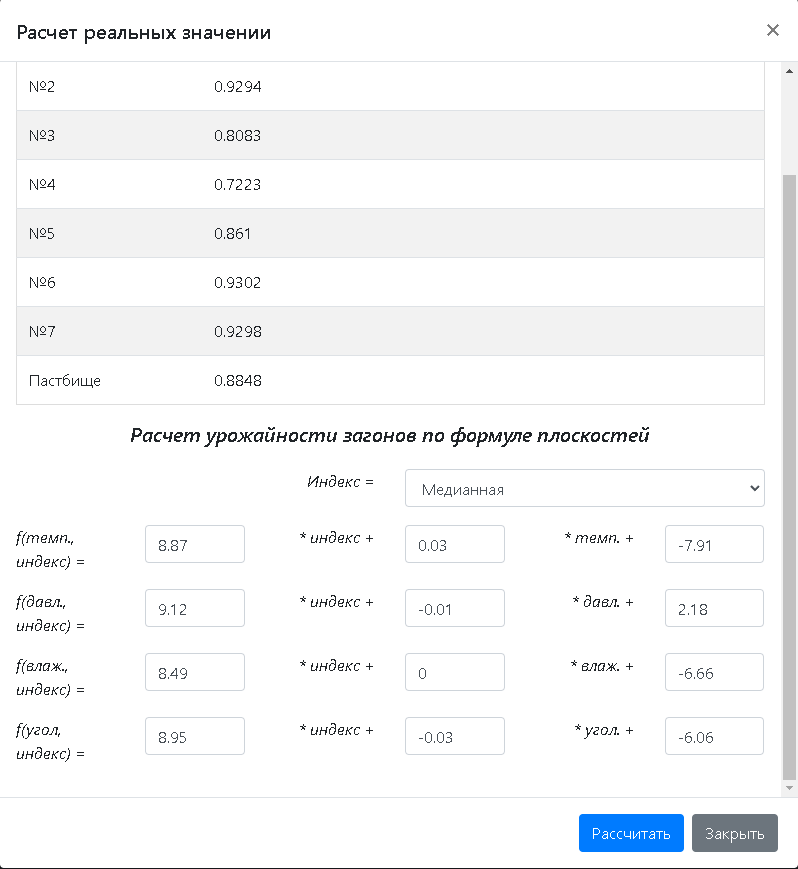 Расчет реальных значении
×
№2 0.9294
№3 0.8083
№4 0.7223
№5 0.861
№6 0.9302
№7 0.9298
Пастбище 0.8848
Расчет урожайности загонов по формуле плоскостей
Индекс = Медианная
f(темп., индекс) = 8.87 * индекс + 0.03 * темп. + -7.91
f(давл., индекс) = 9.12 * индекс + -0.01 * давл. + 2.18
f(влаж., индекс) = 8.49 * индекс + 0 * влаж. + -6.66
f(угол, индекс) = 8.95 * индекс + -0.03 * угол. + -6.06
Рассчитать Закрыть